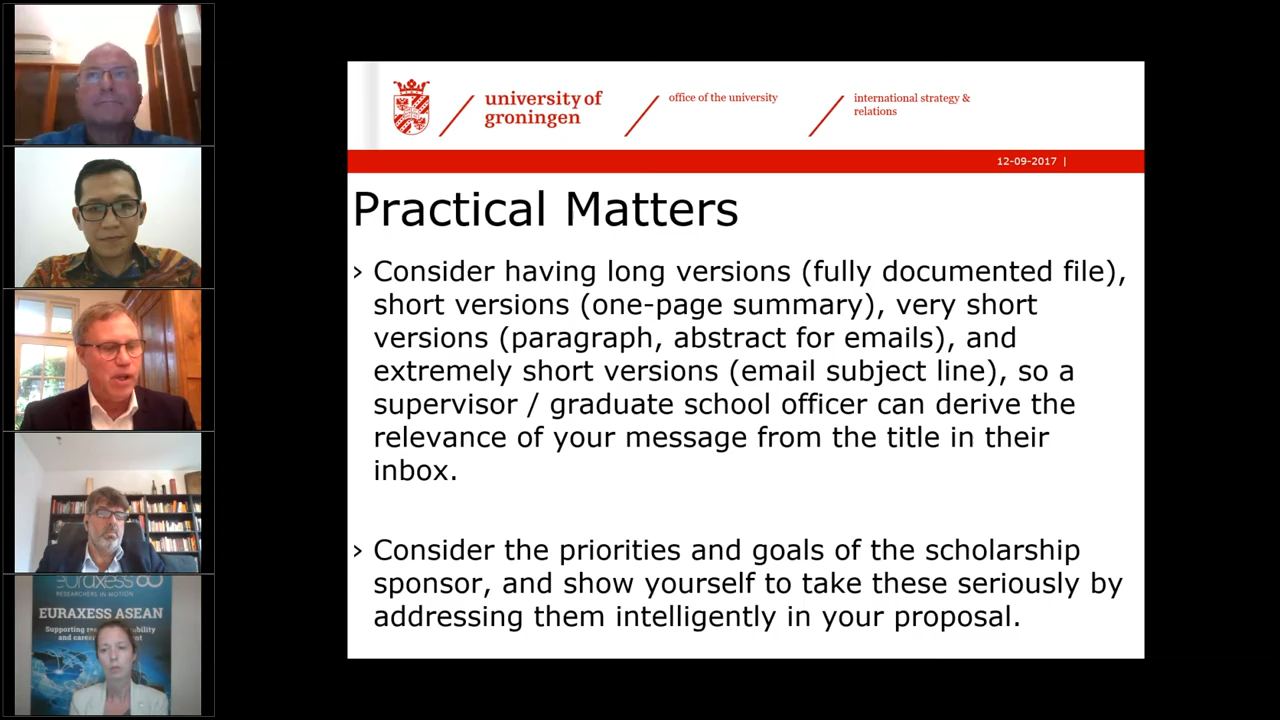 university of
groningen
office of the university
international strategy &
relations
12-09-2017 |
Practical Matters
› Consider having long versions (fully documented file),
short versions (one-page summary), very short
versions (paragraph, abstract for emails), and
extremely short versions (email subject line), so a
supervisor / graduate school officer can derive the
relevance of your message from the title in their
inbox.
› Consider the priorities and goals of the scholarship
sponsor, and show yourself to take these seriously by
addressing them intelligently in your proposal.
euraxess
RESEARCHERS IN MOTION
EURAXESS ASEAN
Supporting
and career